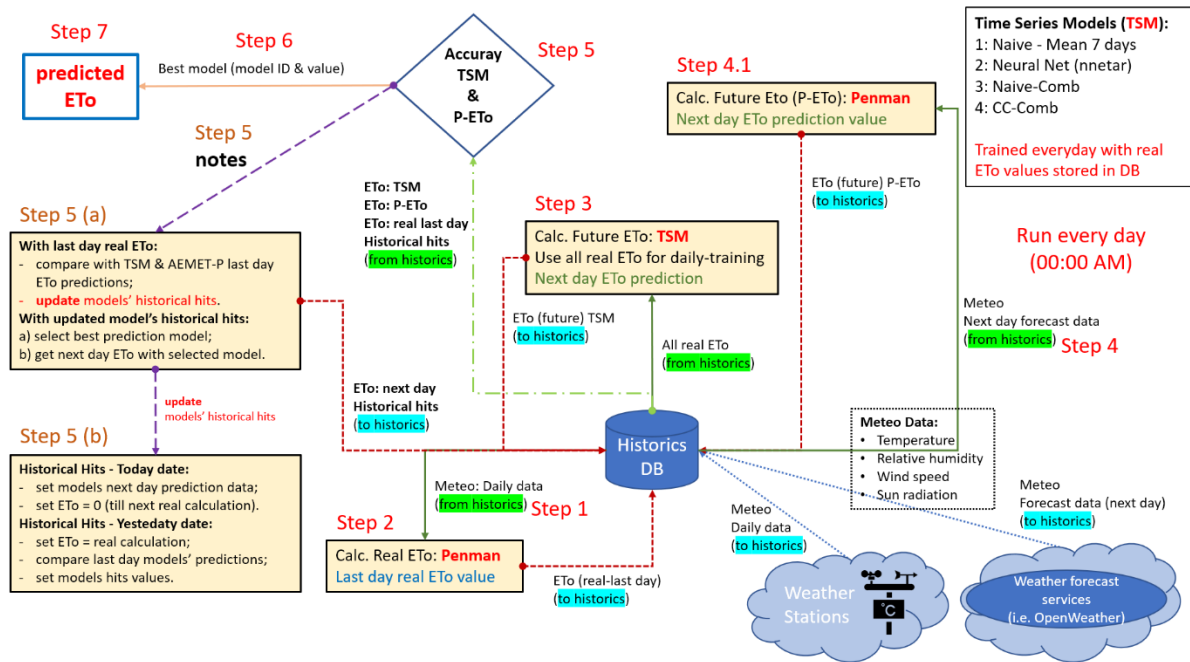 Step 7
predicted
ETo
Step 6
Best model (model ID & value)
Accuray
TSM
&
P-ETo
Step 5
Step 4.1
Calc. Future Eto (P-ETo): Penman
Next day ETo prediction value
Time Series Models (TSM):
1: Naive - Mean 7 days
2: Neural Net (nnetar)
3: Naive-Comb
4: CC-Comb
Trained everyday with real
ETo values stored in DB
Step 5
notes
ETo: TSM
ETo: P-ETo
ETo: real last day
Historical hits
(from historics)
ETo (future) P-ETo
(to historics)
Step 3
Calc. Future ETo: TSM
Use all real ETo for daily-training
Next day ETo prediction
Run every day
(00:00 AM)
Step 5 (a)
With last day real ETo:
- compare with TSM & AEMET-P last day
ETo predictions;
- update models’ historical hits.
With updated model’s historical hits:
a) select best prediction model;
b) get next day ETo with selected model.
ETo (future) TSM
(to historics)
All real ETo
(from historics)
Meteo
Next day forecast data
(from historics)
Step 4
update
models’ historical hits
ETo: next day
Historical hits
(to historics)
Historics
DB
Meteo Data:
• Temperature
• Relative humidity
• Wind speed
• Sun radiation
Step 5 (b)
Historical Hits - Today date:
- set models next day prediction data;
- set ETo = 0 (till next real calculation).
Historical Hits - Yestedaty date:
- set ETo = real calculation;
- compare last day models’ predictions;
- set models hits values.
Meteo: Daily data
(from historics)
Step 1
Step 2
Calc. Real ETo: Penman
Last day real ETo value
ETo (real-last day)
(to historics)
Meteo
Daily data
(to historics)
Meteo
Forecast data (next day)
(to historics)
Weather
Stations
°C
Weather forecast
services
(i.e. OpenWeather)